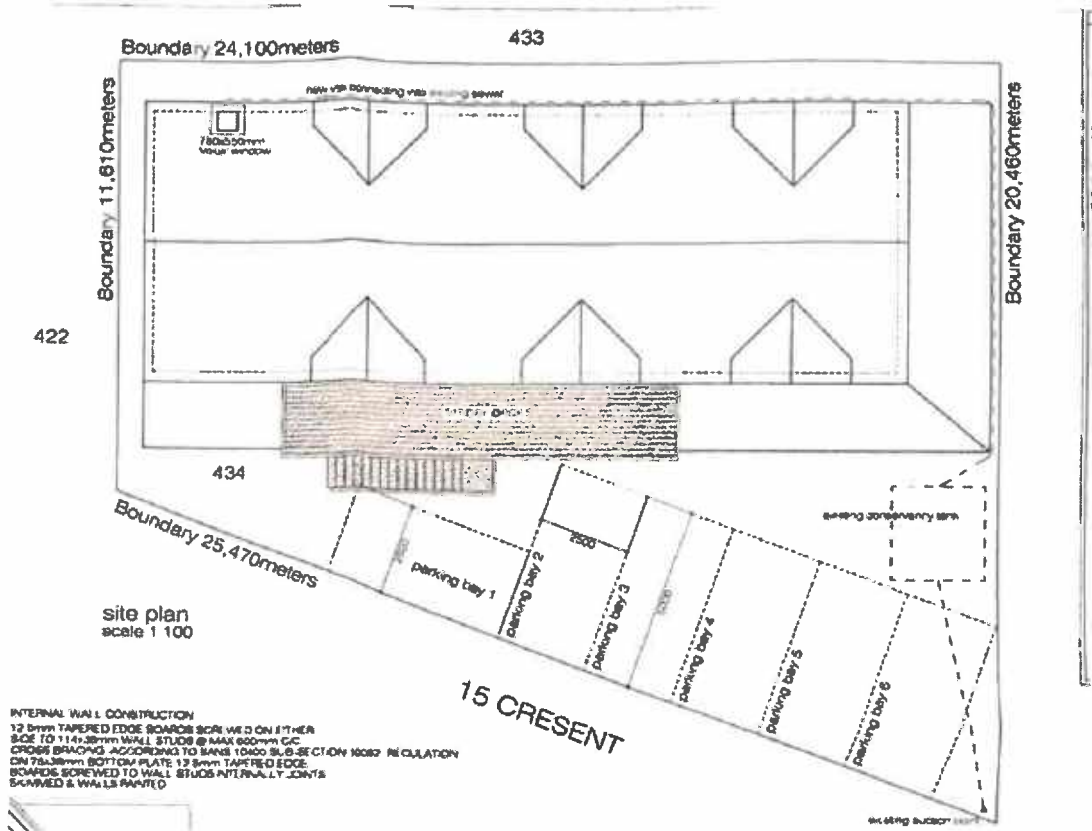 433
Boundary 24,100meters
new vip connecting into existing sewer
780x550mm
window
Boundary 11,610meters
Boundary 20,460meters
422
434
Boundary 25,470meters
existing conservancy tank
2500
parking bay 1
parking bay 2
parking bay 3
parking bay 4
parking bay 5
parking bay 6
site plan
scale 1 100
15 CRESENT
INTERNAL WALL CONSTRUCTION
12.5mm TAPERED EDGE BOARDS SCREWED ON EITHER
SIDE TO 114x38mm WALL STUDS @ MAX 600mm C/C
CROSS BRACING ACCORDING TO SANS 10400 SUB-SECTION 10082 REGULATION
ON 76x38mm BOTTOM PLATE 12.5mm TAPERED EDGE
BOARDS SCREWED TO WALL STUDS INTERNALLY JOINTS
SKIMMED & WALLS PAINTED
existing suction